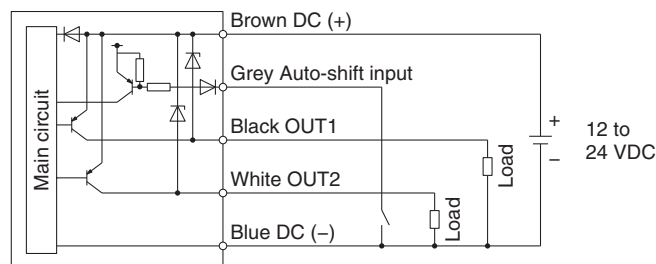 Brown DC (+)
Grey Auto-shift input
Main circuit
Black OUT1
+
12 to
24 VDC
−
Load
White OUT2
Load
Blue DC (−)